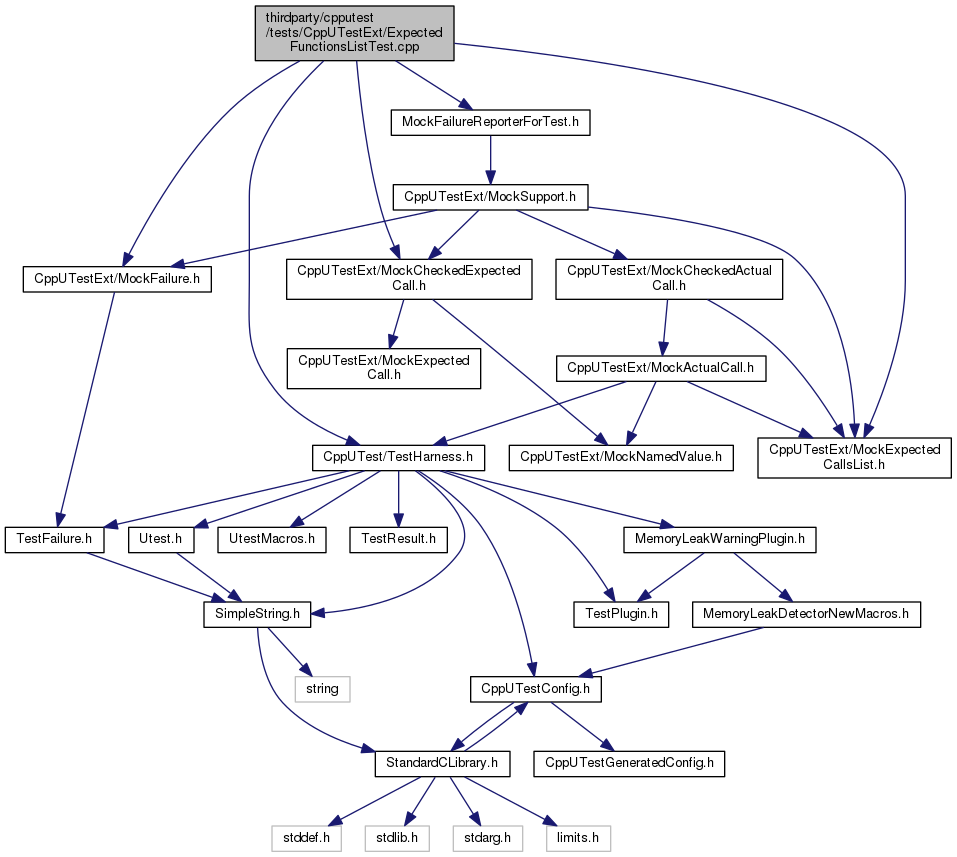 thirdparty/cpputest
/tests/CppUTestExt/Expected
FunctionsListTest.cpp
MockFailureReporterForTest.h
CppUTestExt/MockSupport.h
CppUTestExt/MockFailure.h
CppUTestExt/MockCheckedExpected
Call.h
CppUTestExt/MockCheckedActual
Call.h
CppUTestExt/MockExpected
Call.h
CppUTestExt/MockActualCall.h
CppUTest/TestHarness.h
CppUTestExt/MockNamedValue.h
CppUTestExt/MockExpected
CallsList.h
TestFailure.h
Utest.h
UtestMacros.h
TestResult.h
MemoryLeakWarningPlugin.h
SimpleString.h
TestPlugin.h
MemoryLeakDetectorNewMacros.h
string
CppUTestConfig.h
StandardCLibrary.h
CppUTestGeneratedConfig.h
stddef.h
stdlib.h
stdarg.h
limits.h